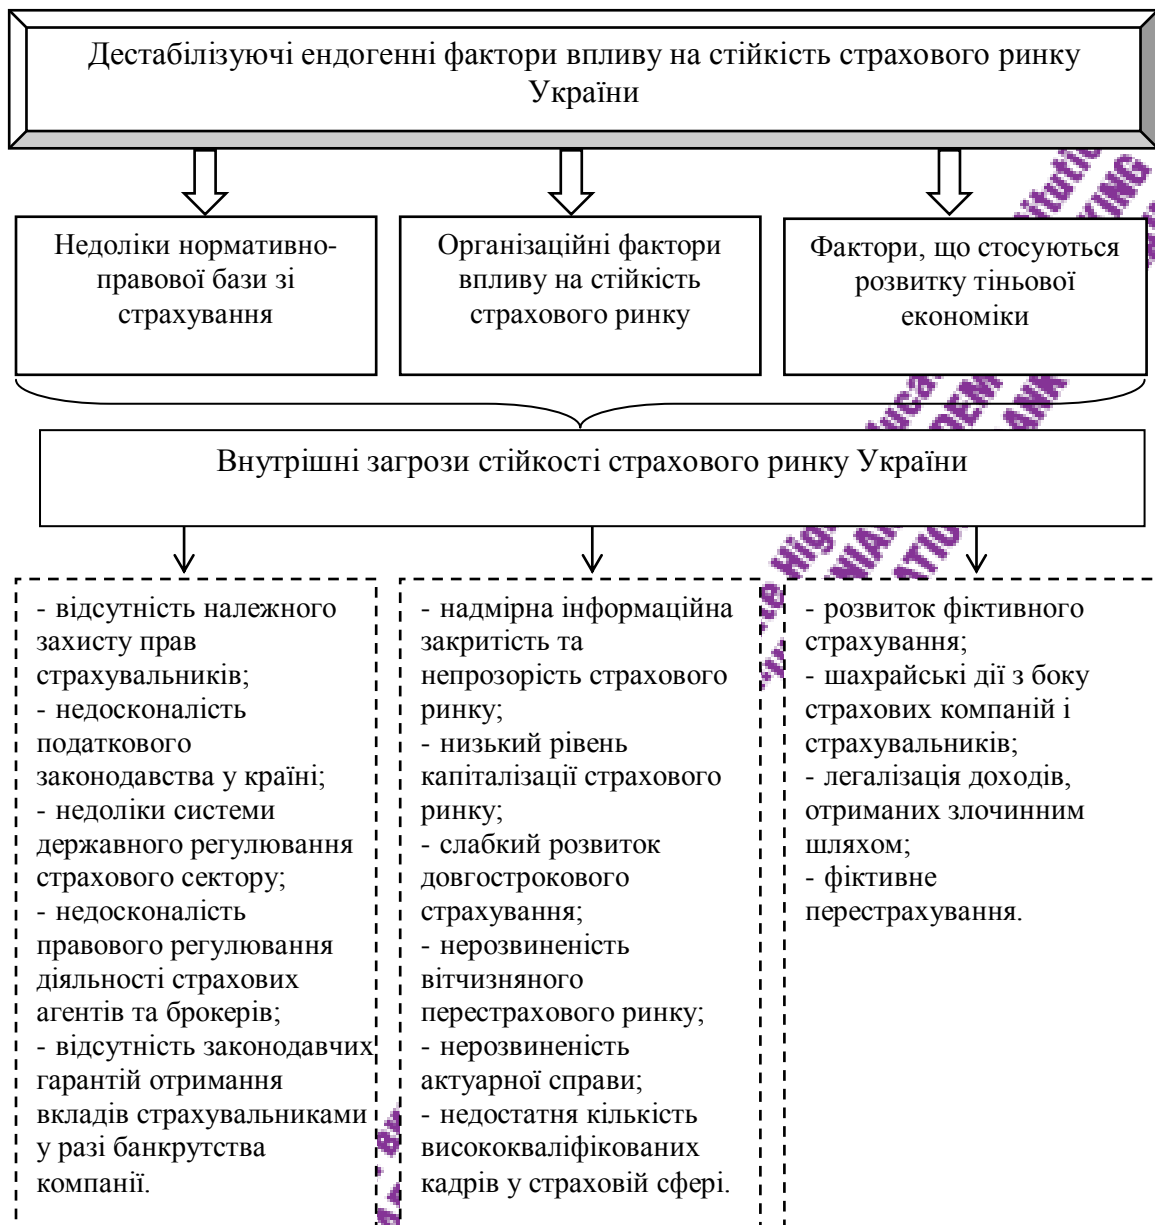 Дестабілізуючі ендогенні фактори впливу на стійкість страхового ринку
України
Недоліки нормативно-
правової бази зі
страхування
Організаційні фактори
впливу на стійкість
страхового ринку
Фактори, що стосуються
розвитку тіньової
економіки
Внутрішні загрози стійкості страхового ринку України
- відсутність належного
захисту прав
страхувальників;
- недосконалість
податкового
законодавства у країні;
- недоліки системи
державного регулювання
страхового сектору;
- недосконалість
правового регулювання
діяльності страхових
агентів та брокерів;
- відсутність законодавчих
гарантій отримання
вкладів страхувальниками
у разі банкрутства
компанії.
- надмірна інформаційна
закритість та
непрозорість страхового
ринку;
- низький рівень
капіталізації страхового
ринку;
- слабкий розвиток
довгострокового
страхування;
- нерозвиненість
вітчизняного
перестрахового ринку;
- нерозвиненість
актуарної справи;
- недостатня кількість
висококваліфікованих
кадрів у страховій сфері.
- розвиток фіктивного
страхування;
- шахрайські дії з боку
страхових компаній і
страхувальників;
- легалізація доходів,
отриманих злочинним
шляхом;
- фіктивне
перестрахування.